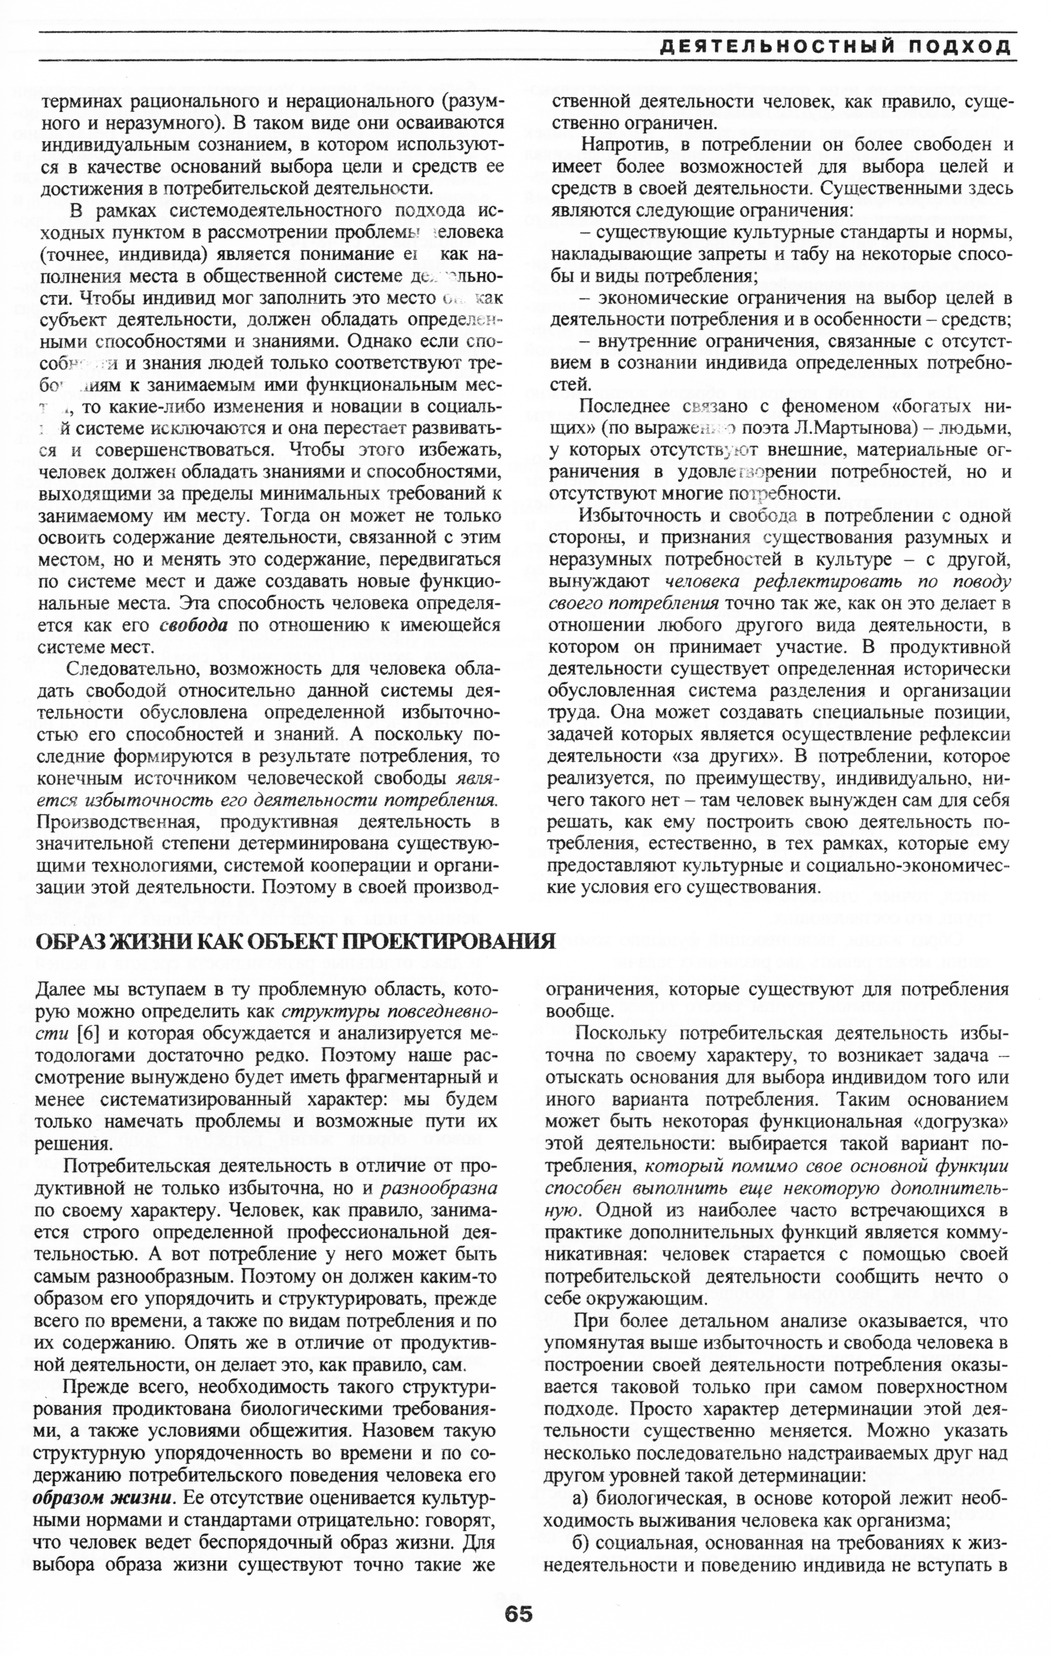 ДЕЯТЕЛЬНОСТНЫЙ ПОДХОД
терминах рационального и нерационального (разум-
ного и неразумного). В таком виде они осваиваются
индивидуальным сознанием, в котором используют-
ся в качестве оснований выбора цели и средств ее
достижения в потребительской деятельности.
В рамках системодеятельностного подхода ис-
ходных пунктом в рассмотрении
(точнее, индивида) является понимание как на-
полнения места в общественной системе
сти. Чтобы индивид мог заполнить это место как
субъект деятельности, должен обладать определен-
ными способностями и знаниями. Однако если спо-
и знания людей только соответствуют тре-
к занимаемым ими функциональным мес-
то какие-либо изменения и новации в социаль-
й системе исключаются и она перестает развивать-
ся и совершенствоваться. Чтобы этого избежать,
человек должен обладать знаниями и способностями,
выходящими за пределы минимальных требований к
занимаемому им месту. Тогда он может не только
освоить содержание деятельности, связанной с этим
местом, но и менять это содержание, передвигаться
по системе мест и даже создавать новые функцио-
нальные места. Эта способность человека определя-
ется как его свобода по отношению к имеющейся
системе мест.
Следовательно, возможность для человека обла-
дать свободой относительно данной системы дея-
тельности обусловлена определенной избыточно-
стью его способностей и знаний. А поскольку по-
следние формируются в результате потребления, то
конечным источником человеческой свободы явля-
ется избыточность его деятельности потребления.
Производственная, продуктивная деятельность в
значительной степени детерминирована существую-
щими технологиями, системой кооперации и органи-
зации этой деятельности. Поэтому в своей производ-
ственной деятельности человек, как правило, суще-
ственно ограничен.
Напротив, в потреблении он более свободен и
имеет более возможностей для выбора целей и
средств в своей деятельности. Существенными здесь
являются следующие ограничения:
– существующие культурные стандарты и нормы,
накладывающие запреты и табу на некоторые спосо-
бы и виды потребления;
– экономические ограничения на выбор целей в
деятельности потребления и в особенности – средств;
– внутренние ограничения, связанные с отсутст-
вием в сознании индивида определенных потребно-
стей.
Последнее связано с феноменом «богатых ни-
щих» (по поэта Л.Мартынова) – людьми,
у которых отсутствуют внешние, материальные ог-
раничения в удовлетворении потребностей, но и
отсутствуют многие потребности.
Избыточность и свобода в потреблении с одной
стороны, и признания существования разумных и
неразумных потребностей в культуре – с другой,
вынуждают человека рефлектировать по поводу
своего потребления точно так же, как он это делает в
отношении любого другого вида деятельности, в
котором он принимает участие. В продуктивной
деятельности существует определенная исторически
обусловленная система разделения и организации
труда. Она может создавать специальные позиции,
задачей которых является осуществление рефлексии
деятельности «за других». В потреблении, которое
реализуется, по преимуществу, индивидуально, ни-
чего такого нет – там человек вынужден сам для себя
решать, как ему построить свою деятельность по-
требления, естественно, в тех рамках, которые ему
предоставляют культурные и социально-экономичес-
кие условия его существования.
ОБРАЗ ЖИЗНИ КАК ОБЪЕКТ ПРОЕКТИРОВАНИЯ
Далее мы вступаем в ту проблемную область, кото-
рую можно определить как структуры повседневно-
сти [6] и которая обсуждается и анализируется ме-
тодологами достаточно редко. Поэтому наше рас-
смотрение вынуждено будет иметь фрагментарный и
менее систематизированный характер: мы будем
только намечать проблемы и возможные пути их
решения.
Потребительская деятельность в отличие от про-
дуктивной не только избыточна, но и разнообразна
по своему характеру. Человек, как правило, занима-
ется строго определенной профессиональной дея-
тельностью. А вот потребление у него может быть
самым разнообразным. Поэтому он должен каким-то
образом его упорядочить и структурировать, прежде
всего по времени, а также по видам потребления и по
их содержанию. Опять же в отличие от продуктив-
ной деятельности, он делает это, как правило, сам.
Прежде всего, необходимость такого структури-
рования продиктована биологическими требования-
ми, а также условиями общежития. Назовем такую
структурную упорядоченность во времени и по со-
держанию потребительского поведения человека его
образом жизни. Ее отсутствие оценивается культур-
ными нормами и стандартами отрицательно: говорят,
что человек ведет беспорядочный образ жизни. Для
выбора образа жизни существуют точно такие же
ограничения, которые существуют для потребления
вообще.
Поскольку потребительская деятельность избы-
точна по своему характеру, то возникает задача –
отыскать основания для выбора индивидом того или
иного варианта потребления. Таким основанием
может быть некоторая функциональная «догрузка»
этой деятельности: выбирается такой вариант по-
требления, который помимо свое основной функции
способен выполнить еще некоторую дополнитель-
ную. Одной из наиболее часто встречающихся в
практике дополнительных функций является комму-
никативная: человек старается с помощью своей
потребительской деятельности сообщить нечто о
себе окружающим.
При более детальном анализе оказывается, что
упомянутая выше избыточность и свобода человека в
построении своей деятельности потребления оказы-
вается таковой только при самом поверхностном
подходе. Просто характер детерминации этой дея-
тельности существенно меняется. Можно указать
несколько последовательно надстраиваемых друг над
другом уровней такой детерминации:
а) биологическая, в основе которой лежит необ-
ходимость выживания человека как организма;
б) социальная, основанная на требованиях к жиз-
недеятельности и поведению индивида не вступать в
65